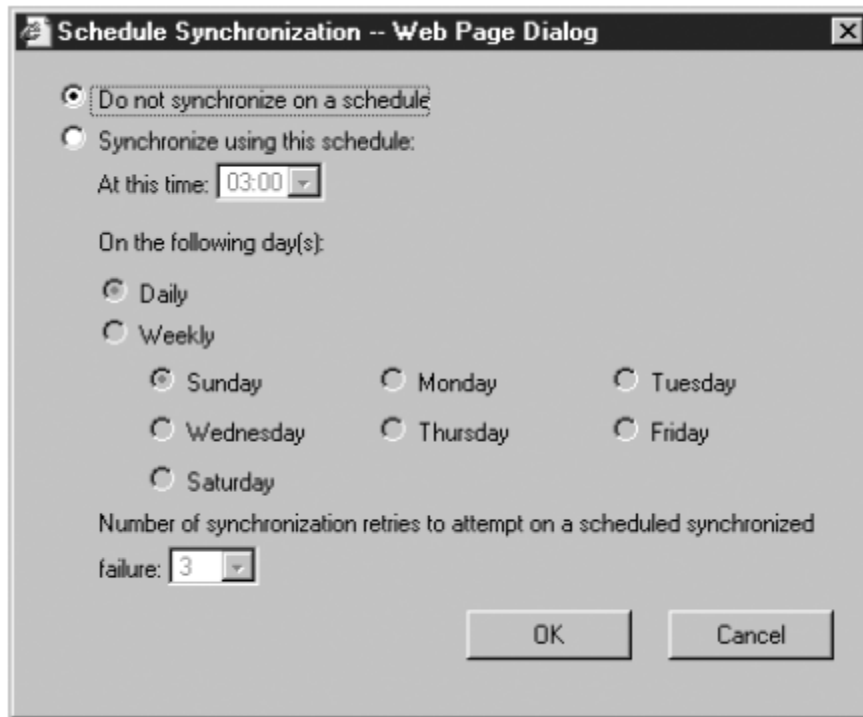 Schedule Synchronization -- Web Page Dialog
Do not synchronize on a schedule
Synchronize using this schedule:
At this time: 03:00
On the following day(s):
Daily
Weekly
Sunday Monday Tuesday
Wednesday Thursday Friday
Saturday
Number of synchronization retries to attempt on a scheduled synchronized
failure: 3
OK Cancel